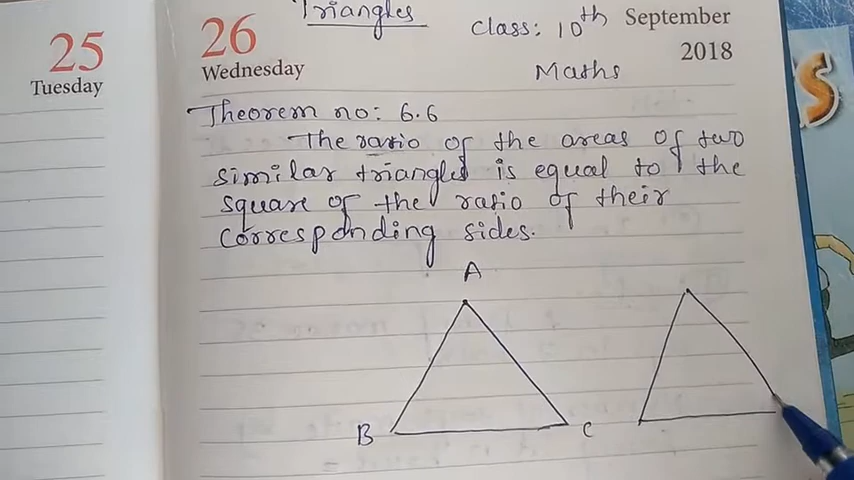 Triangles
Class: 10th
September
2018
25
Tuesday
26
Wednesday
Maths
Theorem no: 6.6
The ratio of the areas of two
similar triangles is equal to the
square of the ratio of their
corresponding sides.
A
B
C